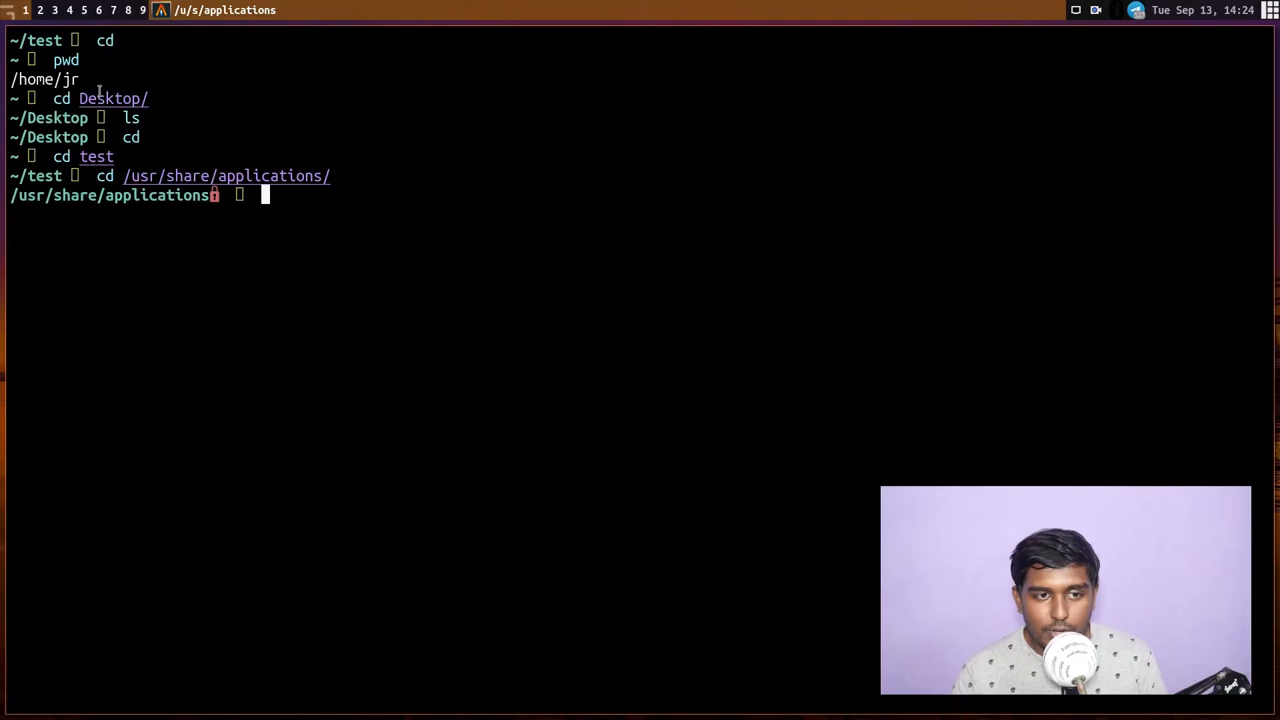 1 2 3 4 5 6 7 8 9 /u/s/applications Tue Sep 13, 14:24
~/test cd
~ pwd
/home/jr
~ cd Desktop/
~/Desktop ls
~/Desktop cd
~ cd test
~/test cd /usr/share/applications/
/usr/share/applications